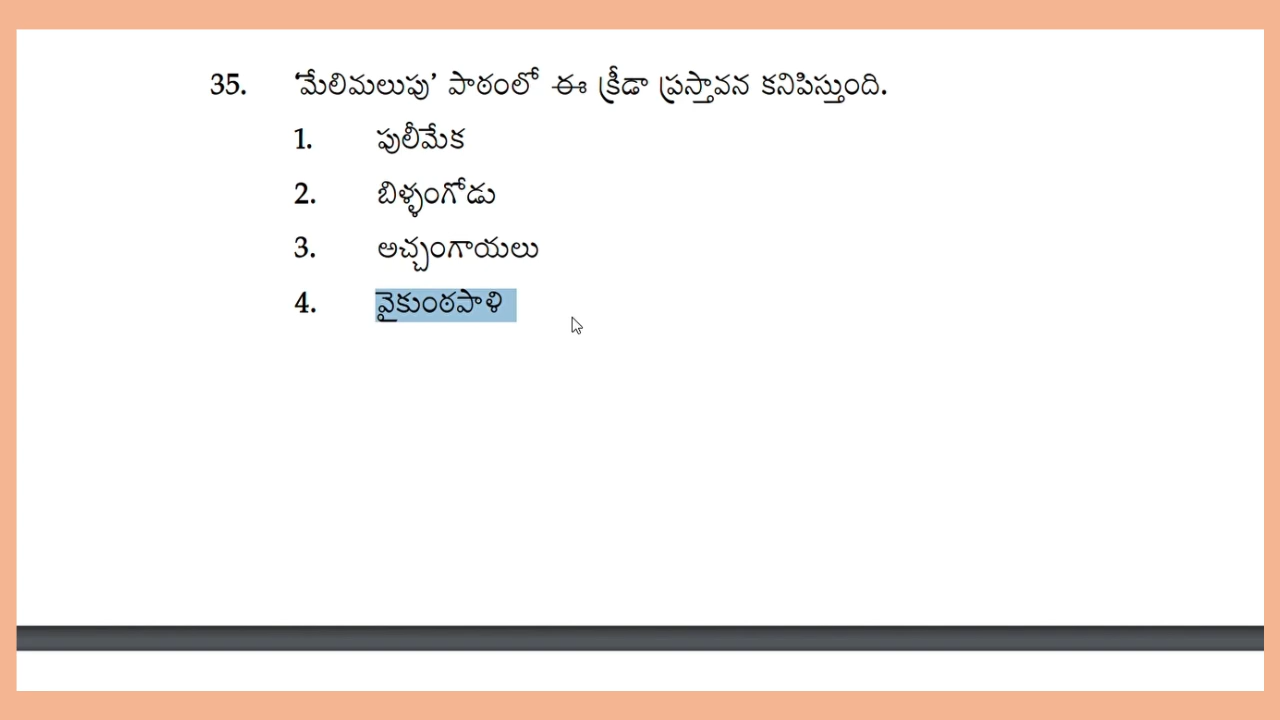 35. ‘మేలిమలుపు’ పాఠంలో ఈ క్రీడా ప్రస్తావన కనిపిస్తుంది.
1. పులీమేక
2. బిళ్ళంగోడు
3. అచ్చంగాయలు
4. వైకుంఠపాళి